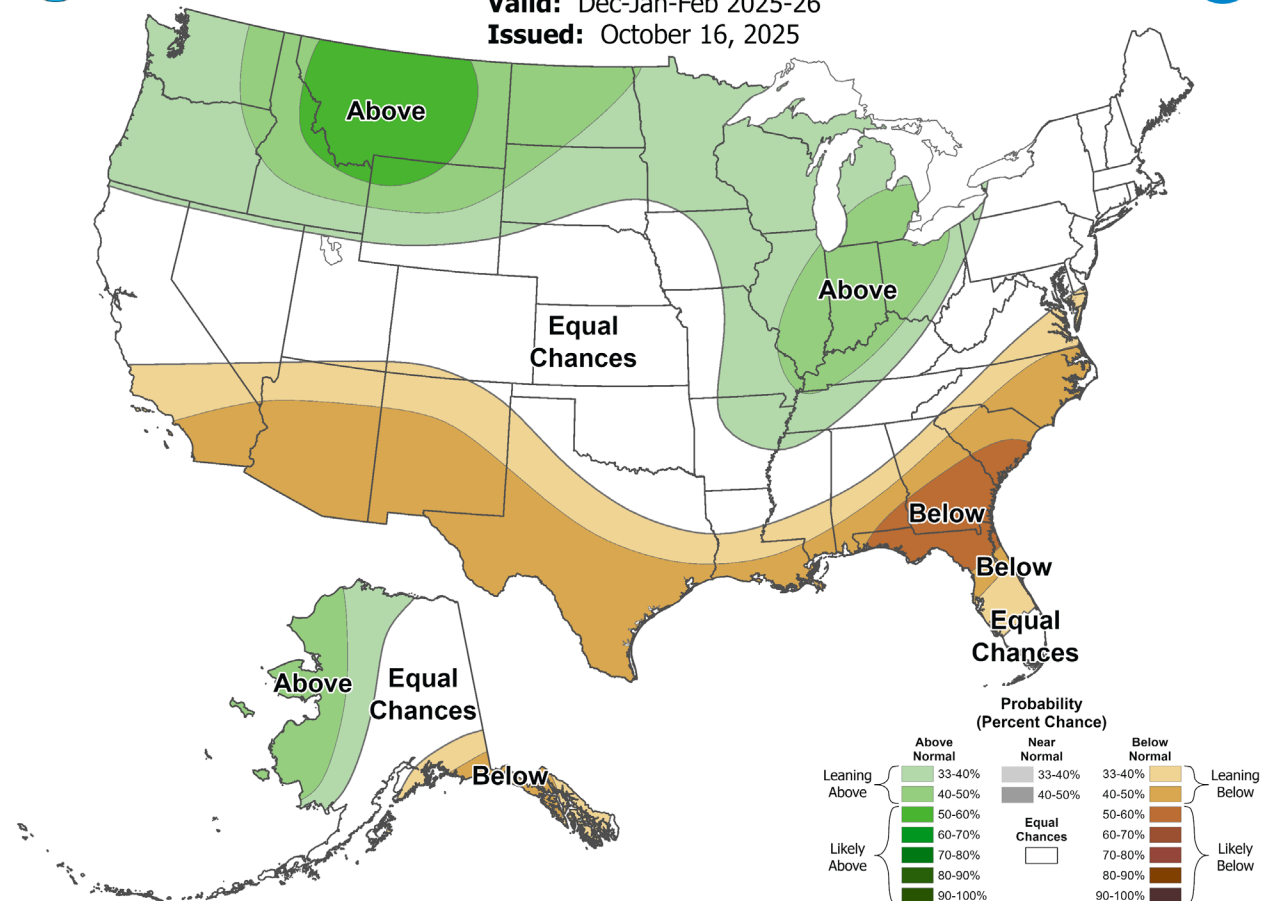 Valid: Dec-Jan-Feb 2025-26
Issued: October 16, 2025
Above
Above
Equal
Chances
Below
Below
Equal
Chances
Above
Equal
Chances
Below
Probability
(Percent Chance)
Above
Normal
Near
Normal
Below
Normal
Leaning
Above
33-40%
40-50%
Likely
Above
50-60%
60-70%
70-80%
80-90%
90-100%
33-40%
40-50%
Equal
Chances
33-40%
40-50%
Leaning
Below
50-60%
60-70%
70-80%
80-90%
90-100%
Likely
Below